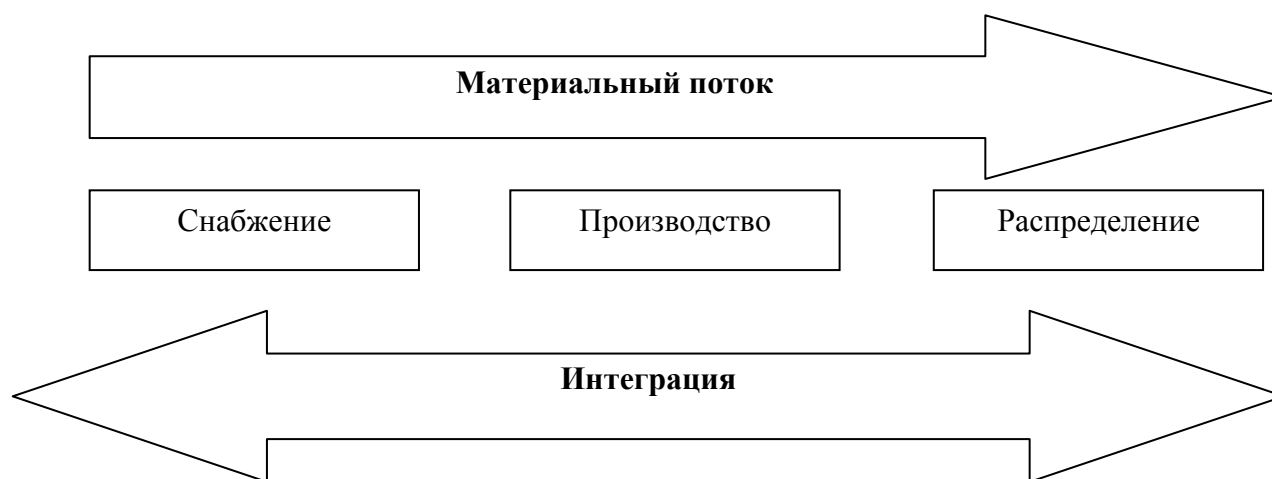 Материальный поток
Снабжение
Производство
Распределение
Интеграция